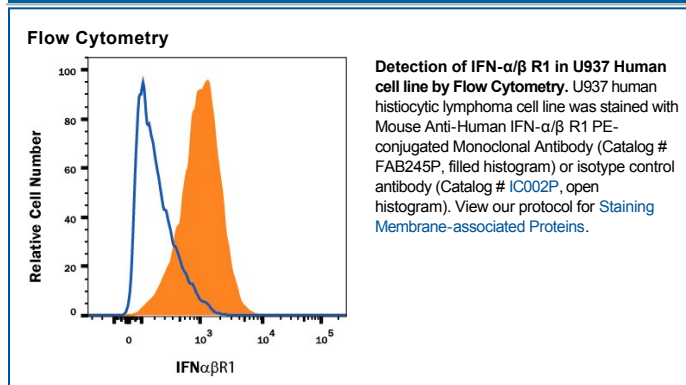 Flow Cytometry
100
80
60
40
20
0
Relative Cell Number
0
10³
10⁴
10⁵
IFNαβR1
Detection of IFN-α/β R1 in U937 Human
cell line by Flow Cytometry. U937 human
histiocytic lymphoma cell line was stained with
Mouse Anti-Human IFN-α/β R1 PE-
conjugated Monoclonal Antibody (Catalog #
FAB245P, filled histogram) or isotype control
antibody (Catalog # IC002P, open
histogram). View our protocol for Staining
Membrane-associated Proteins.